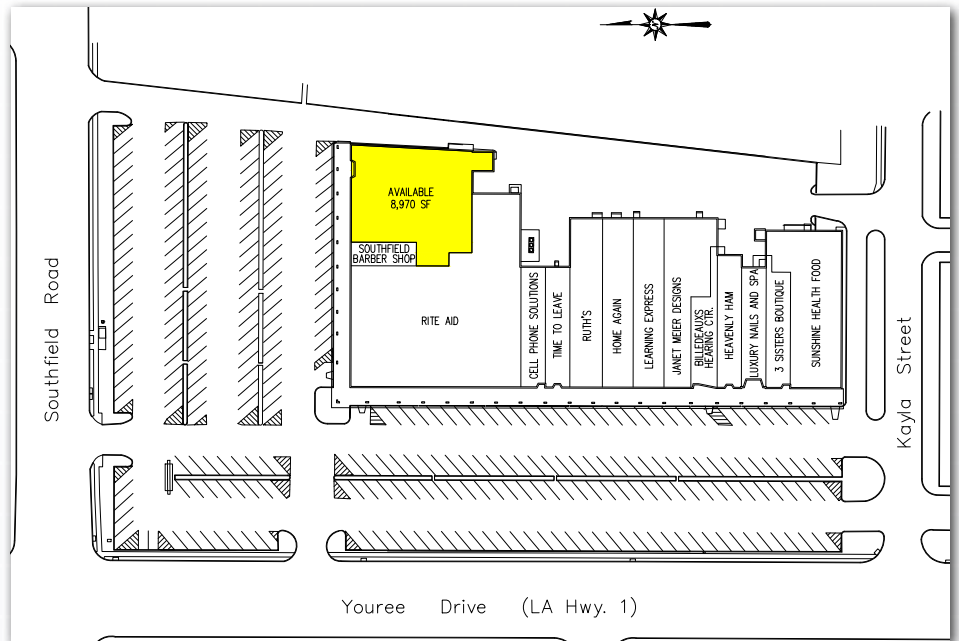 AVAILABLE
8,970 SF
SOUTHFIELD
BARBER SHOP
RITE AID
CELL PHONE SOLUTIONS
TIME TO LEAVE
RUTH'S
HOME AGAIN
LEARNING EXPRESS
JANET MEIER DESIGNS
BILLEDEAUXS
HEARING CTR.
HEAVENLY HAM
LUXURY NAILS AND SPA
3 SISTERS BOUTIQUE
SUNSHINE HEALTH FOOD
Southfield Road
Kayla Street
Youree Drive (LA Hwy. 1)